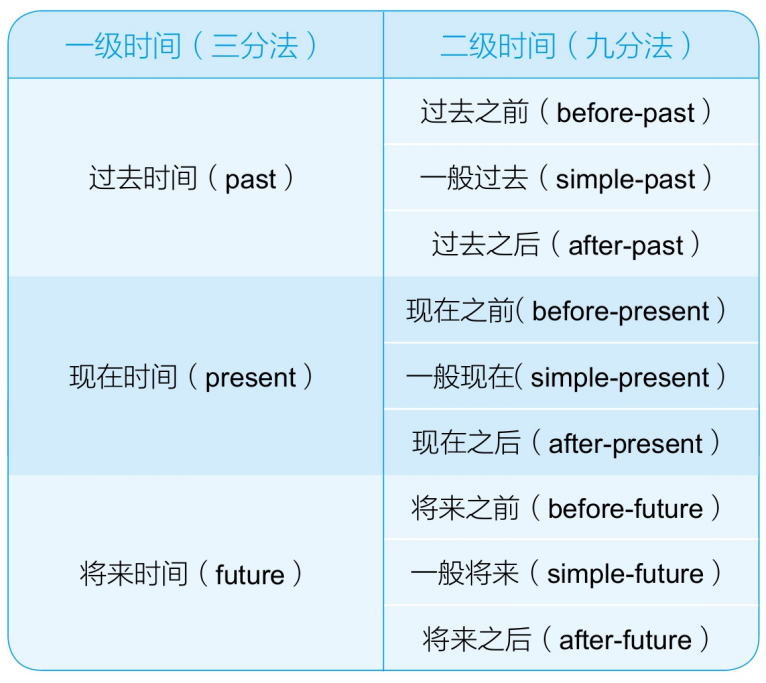 一级时间（三分法）
二级时间（九分法）
过去时间（past）
过去之前（before-past）
一般过去（simple-past）
过去之后（after-past）
现在时间（present）
现在之前（before-present）
一般现在（simple-present）
现在之后（after-present）
将来时间（future）
将来之前（before-future）
一般将来（simple-future）
将来之后（after-future）